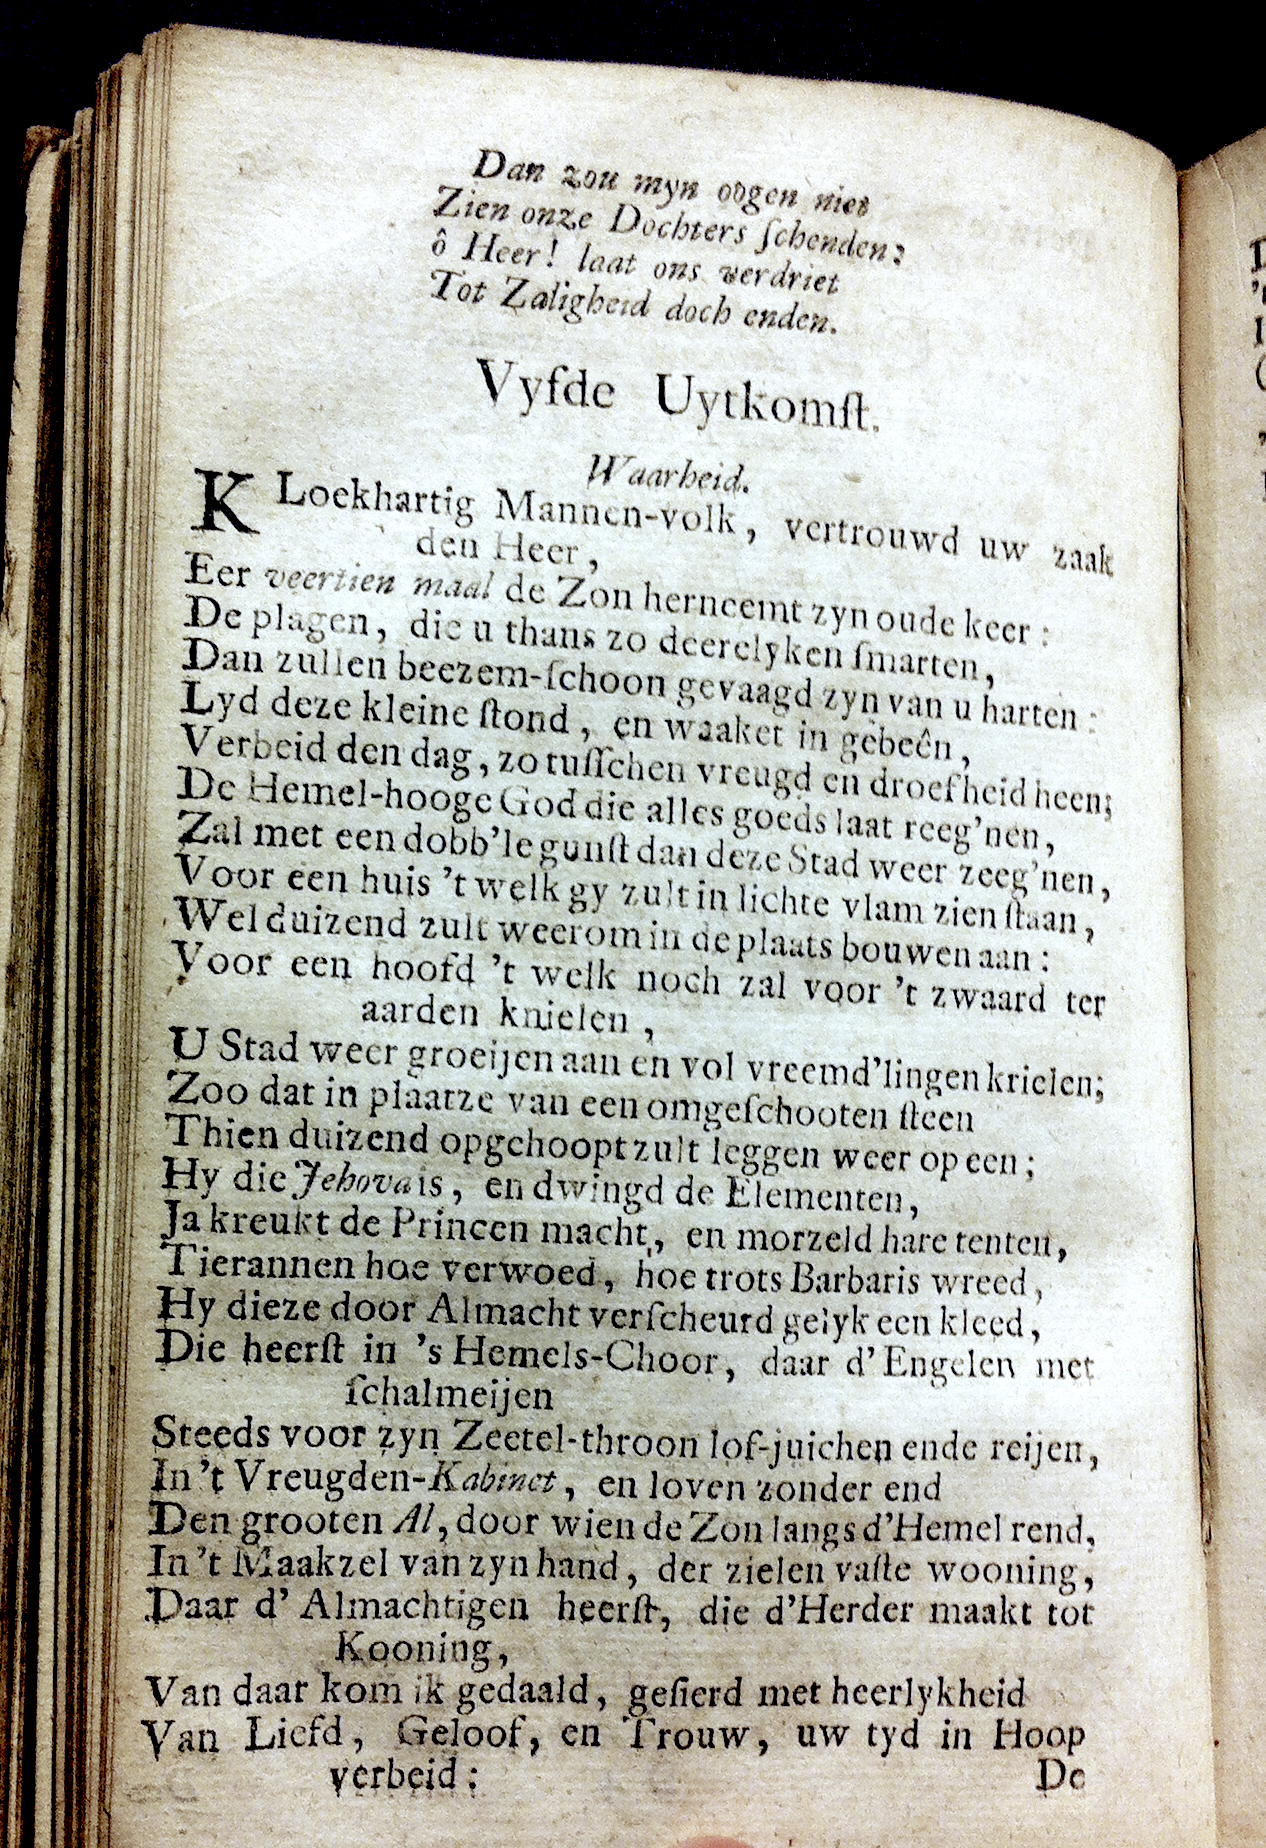 Dan zou myn oogen niet
Zien onze Dochters ſchenden;
ô Heer! laat ons verdriet
Tot Zaligheid doch enden.
Vyfde Uytkomſt.
Waarheid.
KLoekhartig Mannen-volk, vertrouwd uw zaak
den Heer,
Eer veertien maal de Zon herneemt zyn oude keer:
De plagen, die u thans zo deerelyken ſmarten,
Dan zullen beezem-ſchoon gevaagd zyn van u harten:
Lyd deze kleine ſtond, en waaket in gebeên,
Verbeid den dag, zo tuſſchen vreugd en droefheid heen;
De Hemel-hooge God die alles goeds laat reeg'nen,
Zal met een dobb'le gunſt dan deze Stad weer zeeg'nen,
Voor een huis 't welk gy zult in lichte vlam zien ſtaan,
Wel duizend zult weerom in de plaats bouwen aan:
Voor een hoofd 't welk noch zal voor 't zwaard ter
aarden knielen,
U Stad weer groeijen aan en vol vreemd'lingen krielen;
Zoo dat in plaatze van een omgeſchooten ſteen
Thien duizend opgehoopt zult leggen weer op een;
Hy die Jehova is, en dwingd de Elementen,
Ja kreukt de Princen macht, en morzeld hare tenten,
Tierannen hoe verwoed, hoe trots Barbaris wreed,
Hy dieze door Almacht verſcheurd gelyk een kleed,
Die heerſt in 's Hemels-Choor, daar d'Engelen met
ſchalmeijen
Steeds voor zyn Zeetel-throon lof-juichen ende reijen,
In 't Vreugden-Kabinet, en loven zonder end
Den grooten Al, door wien de Zon langs d'Hemel rend,
In 't Maakzel van zyn hand, der zielen vaſte wooning,
Daar d' Almachtigen heerſt, die d'Herder maakt tot
Kooning,
Van daar kom ik gedaald, geſierd met heerlykheid
Van Liefd, Geloof, en Trouw, uw tyd in Hoop
verbeid:
De